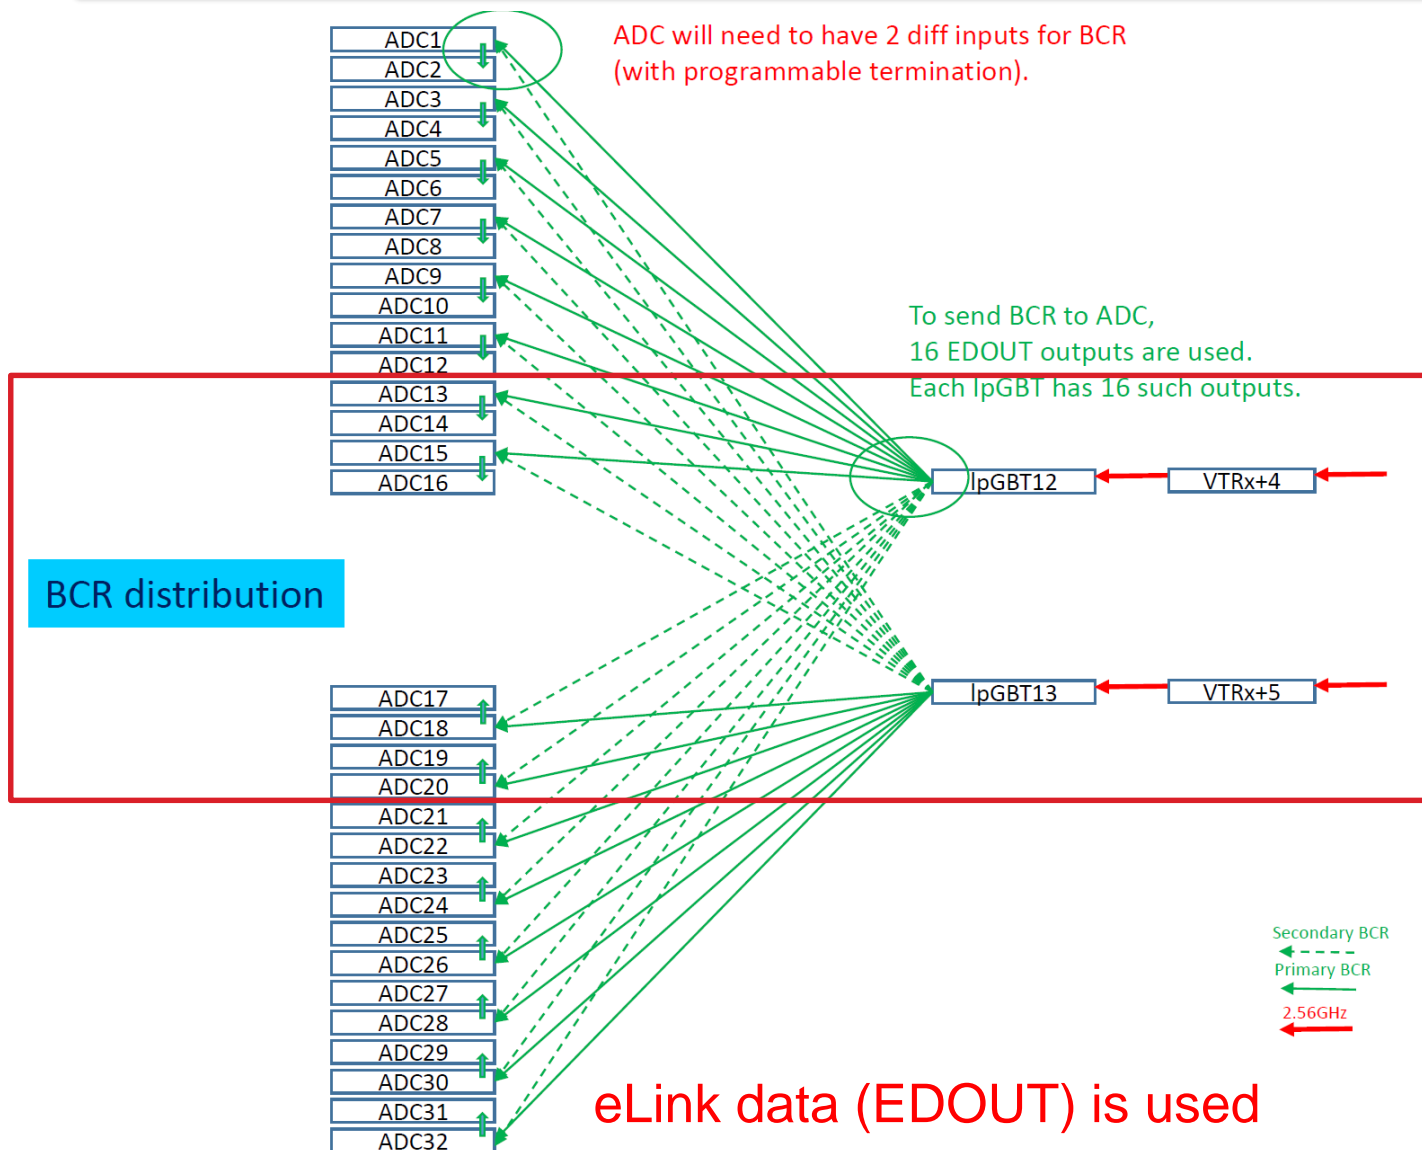 ADC1
ADC2
ADC3
ADC4
ADC5
ADC6
ADC7
ADC8
ADC9
ADC10
ADC11
ADC12
ADC13
ADC14
ADC15
ADC16
ADC will need to have 2 diff inputs for BCR
(with programmable termination).
To send BCR to ADC,
16 EDOUT outputs are used.
Each lpGBT has 16 such outputs.
lpGBT12
VTRx+4
BCR distribution
lpGBT13
VTRx+5
ADC17
ADC18
ADC19
ADC20
ADC21
ADC22
ADC23
ADC24
ADC25
ADC26
ADC27
ADC28
ADC29
ADC30
ADC31
ADC32
Secondary BCR
Primary BCR
2.56GHz
eLink data (EDOUT) is used